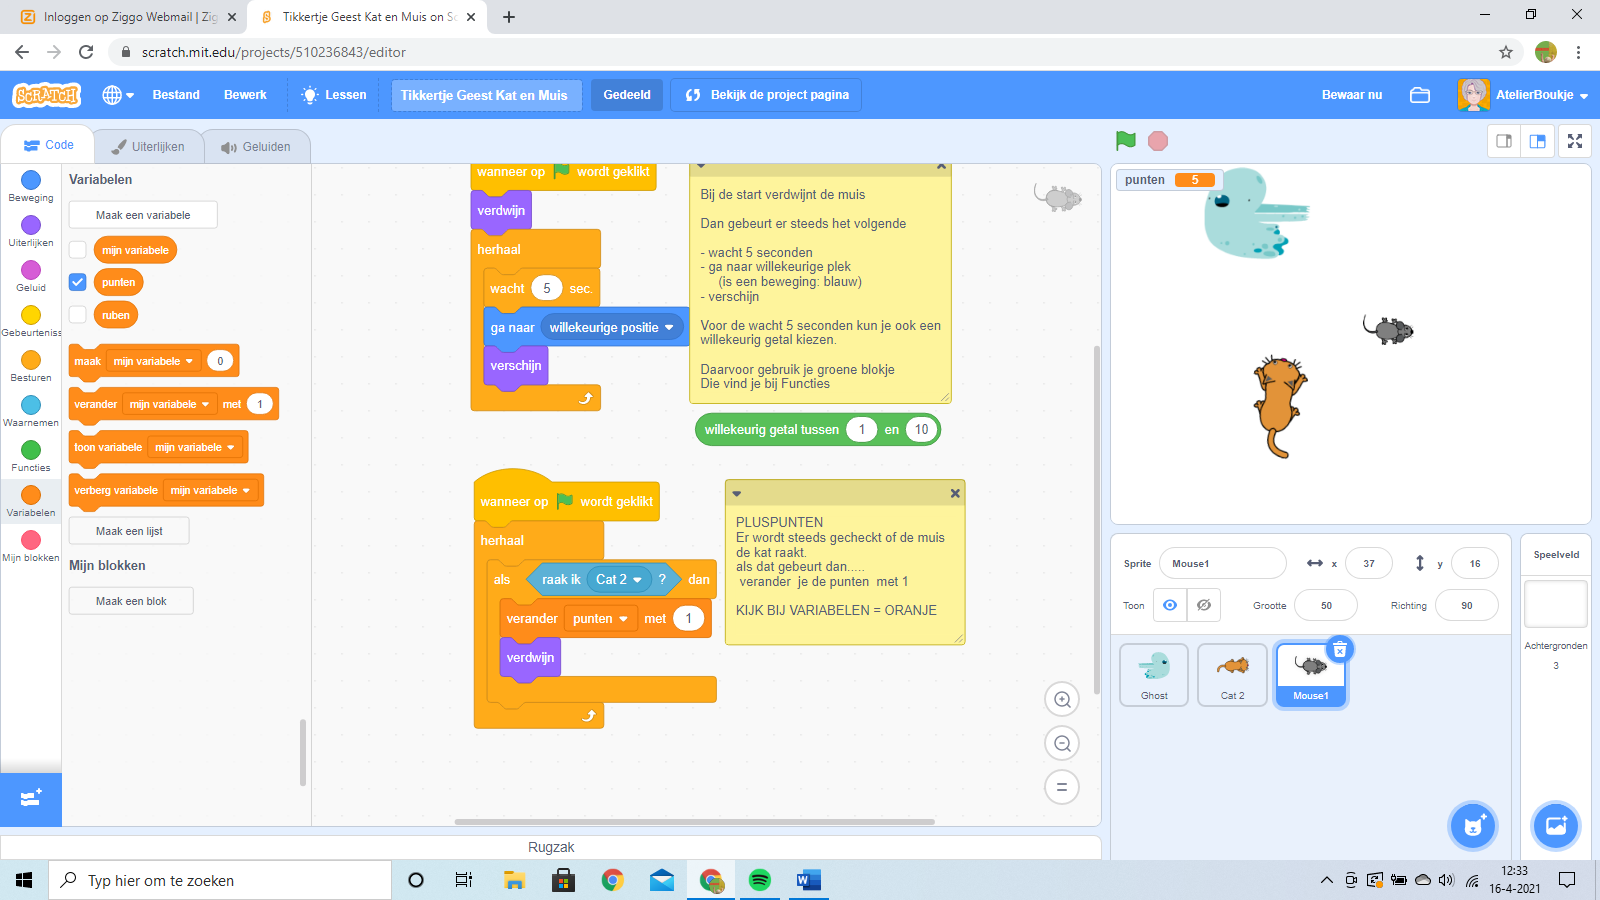 Inloggen op Ziggo Webmail | Zig
Tikkertje Geest Kat en Muis on Sc
scratch.mit.edu/projects/510236843/editor
SCRATCH
Bestand
Bewerk
Lessen
Tikkertje Geest Kat en Muis
Gedeeld
Bekijk de project pagina
Bewaar nu
AtelierBoukje
Code
Uiterlijken
Geluiden
Beweging
Uiterlijken
Geluid
Gebeurteniss
Besturen
Waarnemen
Functies
Variabelen
Mijn blokken
Variabelen
Maak een variabele
mijn variabele
punten
ruben
maak mijn variabele 0
verander mijn variabele met 1
toon variabele mijn variabele
verberg variabele mijn variabele
Maak een lijst
Mijn blokken
Maak een blok
wanneer op wordt geklikt
verdwijn
herhaal
wacht 5 sec.
ga naar willekeurige positie
verschijn
Bij de start verdwijnt de muis
Dan gebeurt er steeds het volgende
- wacht 5 seconden
- ga naar willekeurige plek
(is een beweging: blauw)
- verschijn
Voor de wacht 5 seconden kun je ook een
willekeurig getal kiezen.
Daarvoor gebruik je groene blokje
Die vind je bij Functies
willekeurig getal tussen 1 en 10
wanneer op wordt geklikt
herhaal
als raak ik Cat 2 ? dan
verander punten met 1
verdwijn
PLUSPUNTEN
Er wordt steeds gecheckt of de muis
de kat raakt.
als dat gebeurt dan.....
verander je de punten met 1
KIJK BIJ VARIABELEN = ORANJE
Rugzak
punten 5
Sprite Mouse1 x 37 y 16
Toon Grootte 50 Richting 90
Ghost
Cat 2
Mouse1
Speelveld
Achtergronden
3
Typ hier om te zoeken
12:33
16-4-2021